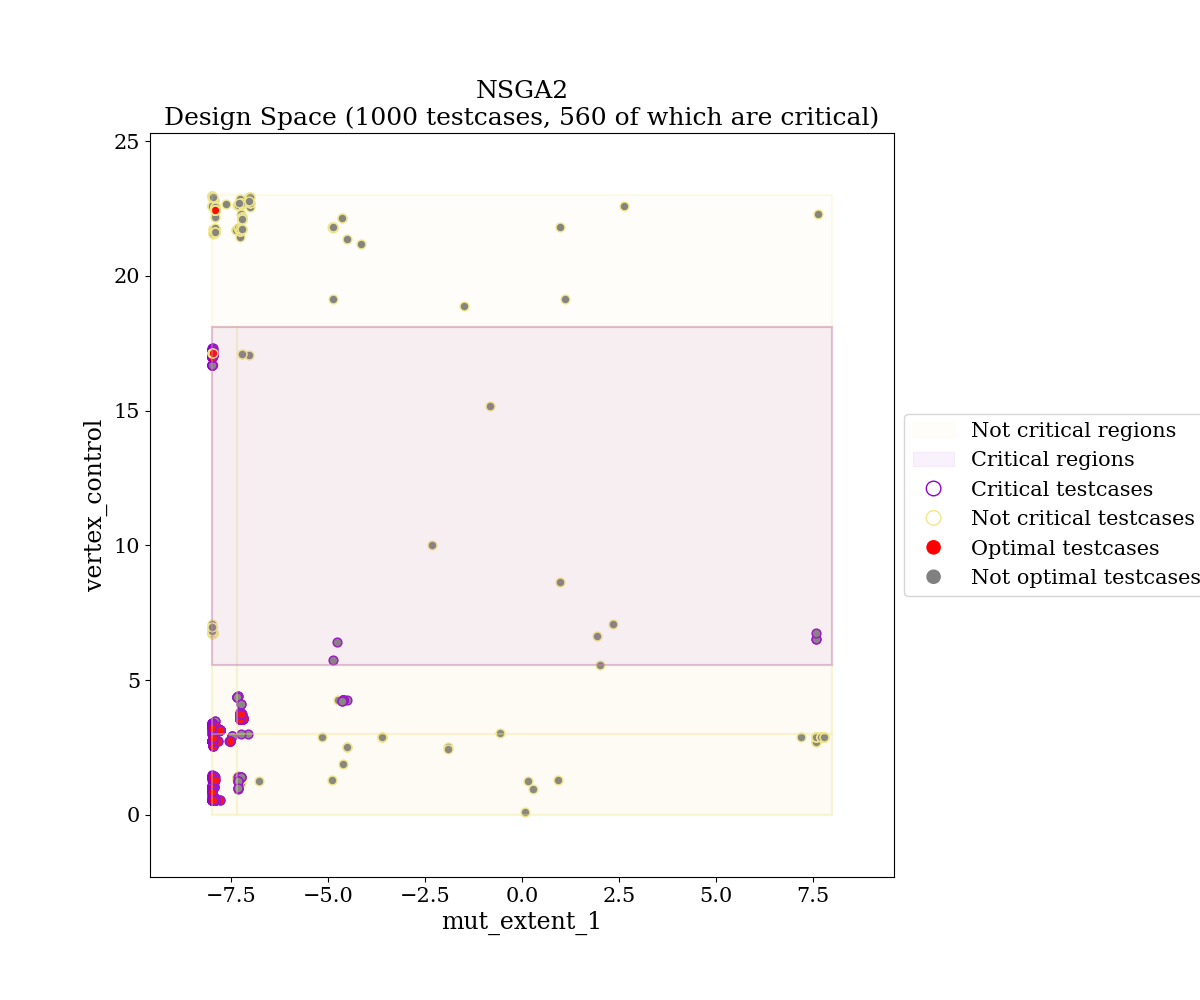 NSGA2
Design Space (1000 testcases, 560 of which are critical)
25
20
15
10
5
0
vertex_control
−7.5
−5.0
−2.5
0.0
2.5
5.0
7.5
mut_extent_1
Not critical regions
Critical regions
Critical testcases
Not critical testcases
Optimal testcases
Not optimal testcases